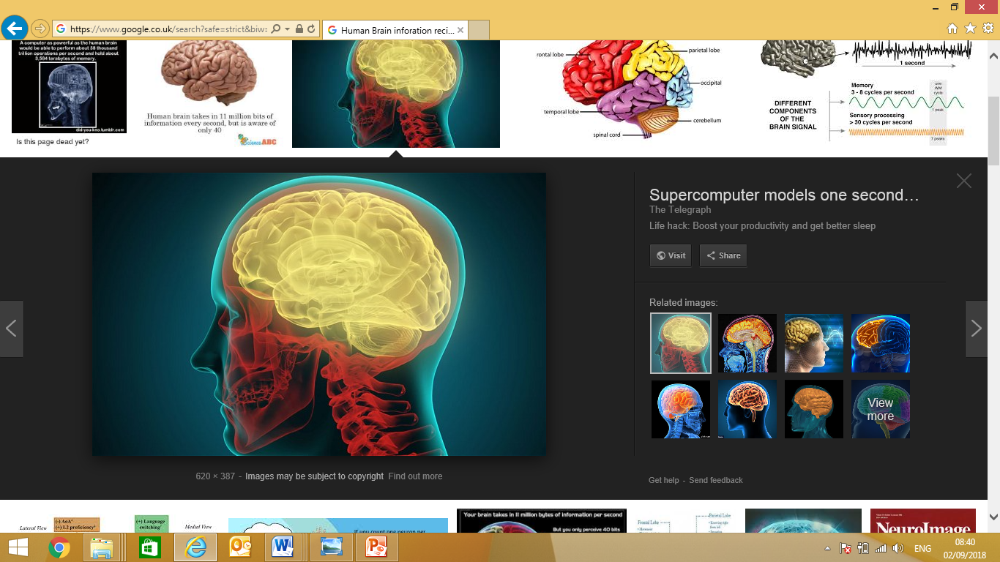 https://www.google.co.uk/search?safe=strict&biw=
Human Brain inforation reci...
A computer as powerful as the human brain
would be able to perform about 38 thousand
trillion operations per second and hold about
3,584 terabytes of memory.
did-you-kno.tumblr.com
Is this page dead yet?
Human brain takes in 11 million bits of
information every second, but is aware of
only 40
Science ABC
rontal lobe
parietal lobe
occipital
temporal lobe
cerebellum
spinal cord
1 second
Memory
3 - 8 cycles per second
one
WM
cycle
1 peak
DIFFERENT
COMPONENTS
OF THE
BRAIN SIGNAL
Sensory processing
> 30 cycles per second
7 peaks
Supercomputer models one second...
The Telegraph
Life hack: Boost your productivity and get better sleep
Visit
Share
Related images:
View
more
620 × 387 - Images may be subject to copyright Find out more
Get help - Send feedback
Lateral View
(-) AoA
(+) L2 proficiency
(+) Language
switching
Medial View
If you count one neuron per
Your brain takes in 11 million bytes of information per second
But you only perceive 40 bits
Frontal Lobe
Parietal Lobe
NeuroImage
ENG
08:40
02/09/2018